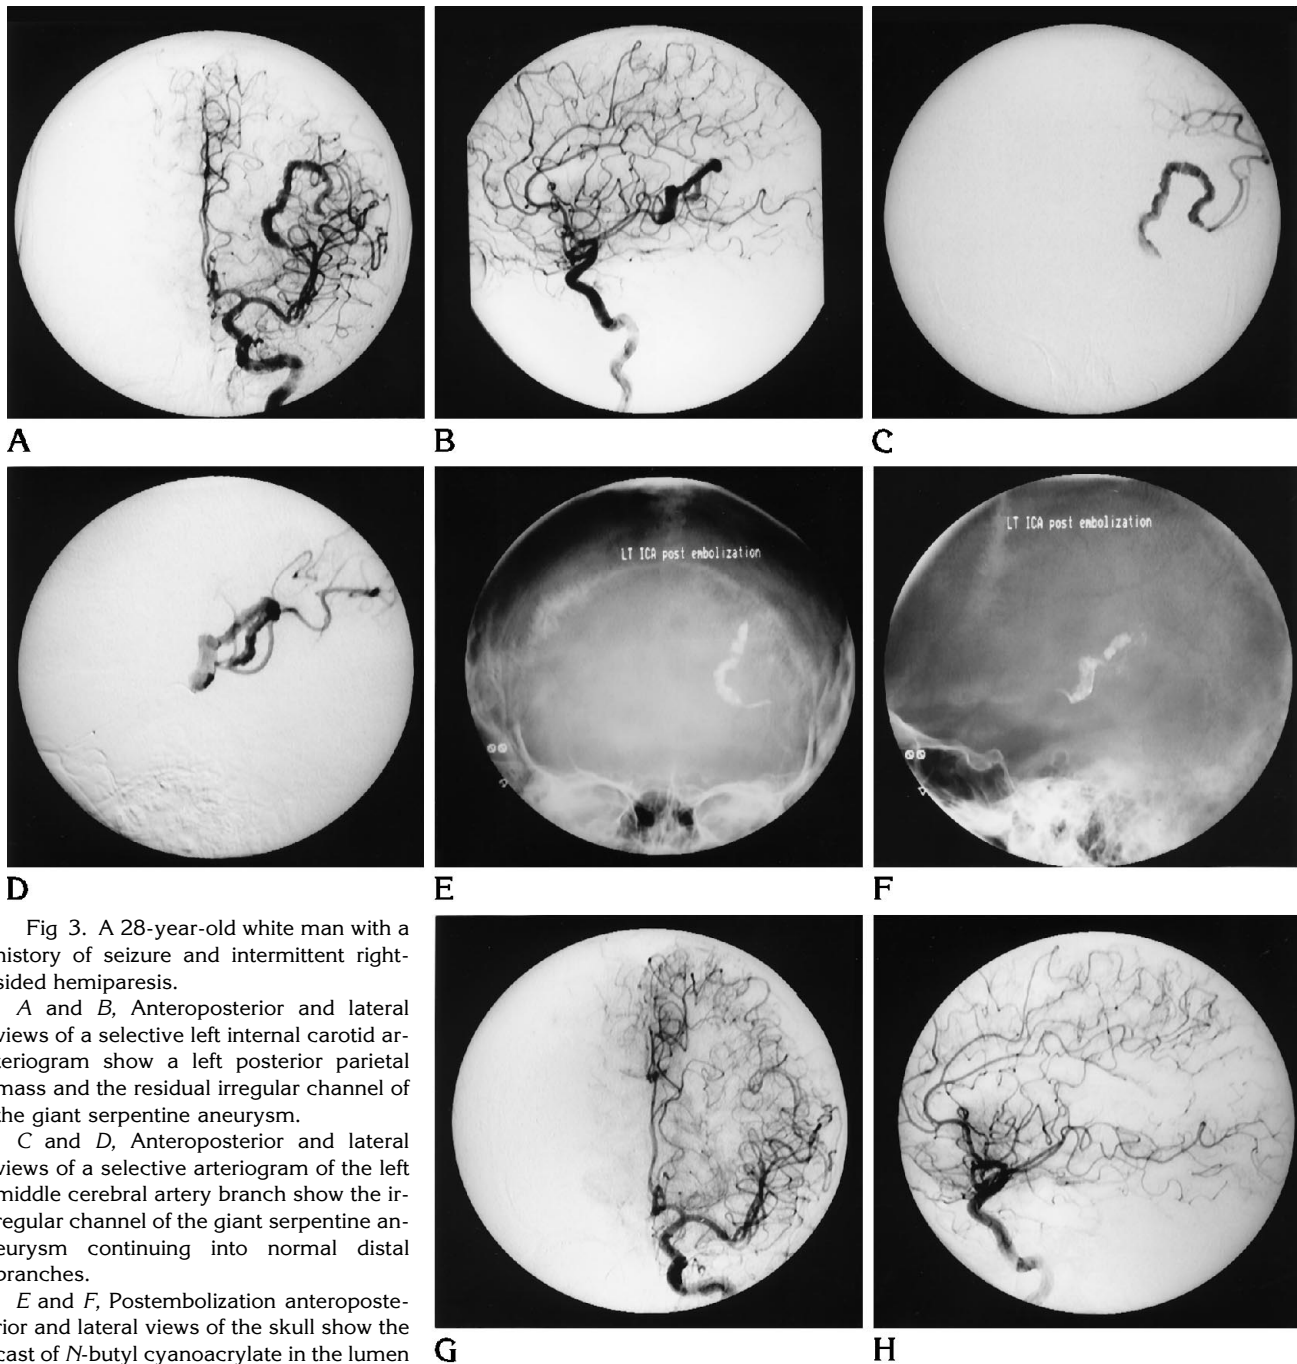 A
B
C
LT ICA post embolization
LT ICA post embolization
D
E
F
Fig 3. A 28-year-old white man with a
history of seizure and intermittent right-
sided hemiparesis.
A and B, Anteroposterior and lateral
views of a selective left internal carotid ar-
teriogram show a left posterior parietal
mass and the residual irregular channel of
the giant serpentine aneurysm.
C and D, Anteroposterior and lateral
views of a selective arteriogram of the left
middle cerebral artery branch show the ir-
regular channel of the giant serpentine an-
eurysm continuing into normal distal
branches.
E and F, Postembolization anteroposte-
rior and lateral views of the skull show the
cast of N-butyl cyanoacrylate in the lumen
G
H